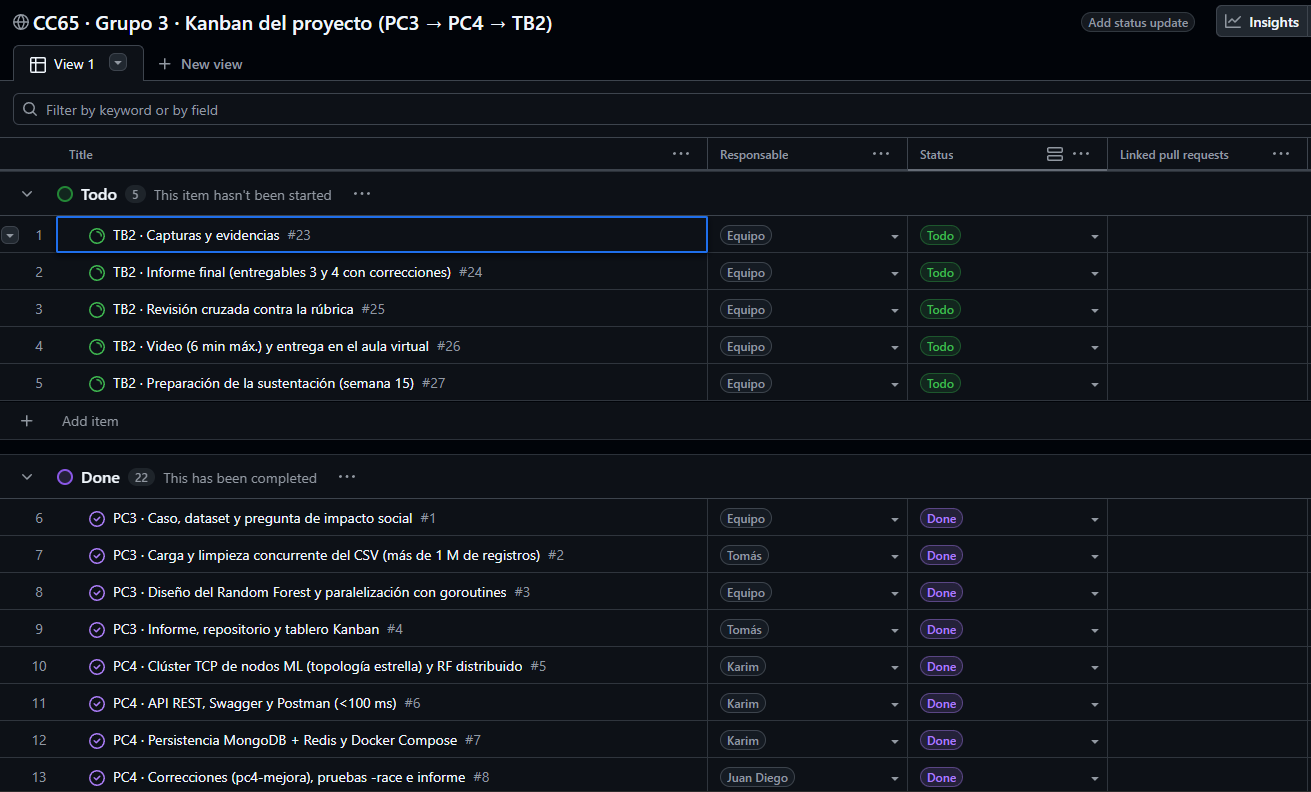 CC65 · Grupo 3 · Kanban del proyecto (PC3 → PC4 → TB2)
Add status update
Insights
View 1
New view
Filter by keyword or by field
Title Responsable Status Linked pull requests
Todo 5 This item hasn't been started
1 TB2 · Capturas y evidencias #23 Equipo Todo
2 TB2 · Informe final (entregables 3 y 4 con correcciones) #24 Equipo Todo
3 TB2 · Revisión cruzada contra la rúbrica #25 Equipo Todo
4 TB2 · Video (6 min máx.) y entrega en el aula virtual #26 Equipo Todo
5 TB2 · Preparación de la sustentación (semana 15) #27 Equipo Todo
Add item
Done 22 This has been completed
6 PC3 · Caso, dataset y pregunta de impacto social #1 Equipo Done
7 PC3 · Carga y limpieza concurrente del CSV (más de 1 M de registros) #2 Tomás Done
8 PC3 · Diseño del Random Forest y paralelización con goroutines #3 Equipo Done
9 PC3 · Informe, repositorio y tablero Kanban #4 Tomás Done
10 PC4 · Clúster TCP de nodos ML (topología estrella) y RF distribuido #5 Karim Done
11 PC4 · API REST, Swagger y Postman (<100 ms) #6 Karim Done
12 PC4 · Persistencia MongoDB + Redis y Docker Compose #7 Karim Done
13 PC4 · Correcciones (pc4-mejora), pruebas -race e informe #8 Juan Diego Done